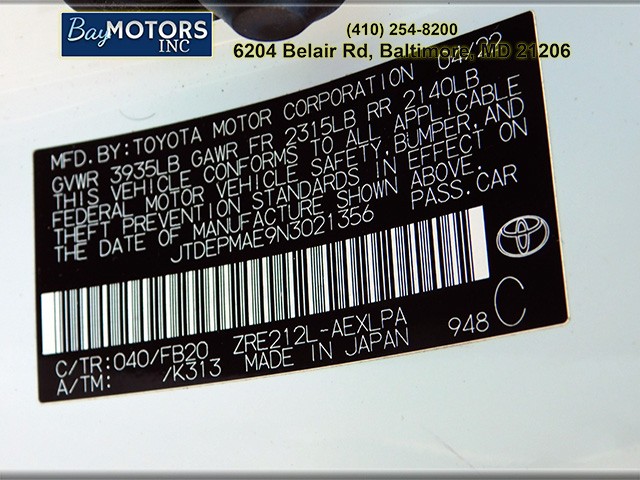 BayMOTORS
INC
(410) 254-8200
6204 Belair Rd, Baltimore, MD 21206
04/22
MFD.BY:TOYOTA MOTOR CORPORATION
GVWR 3935LB GAWR FR 2315LB RR 2140LB
THIS VEHICLE CONFORMS TO ALL APPLICABLE
FEDERAL MOTOR VEHICLE SAFETY,BUMPER,AND
THEFT PREVENTION STANDARDS IN EFFECT ON
THE DATE OF MANUFACTURE SHOWN ABOVE.
JTDEPMAE9N3021356 PASS.CAR
C/TR:040/FB20 ZRE212L-AEXLPA 948 C
A/TM: /K313 MADE IN JAPAN